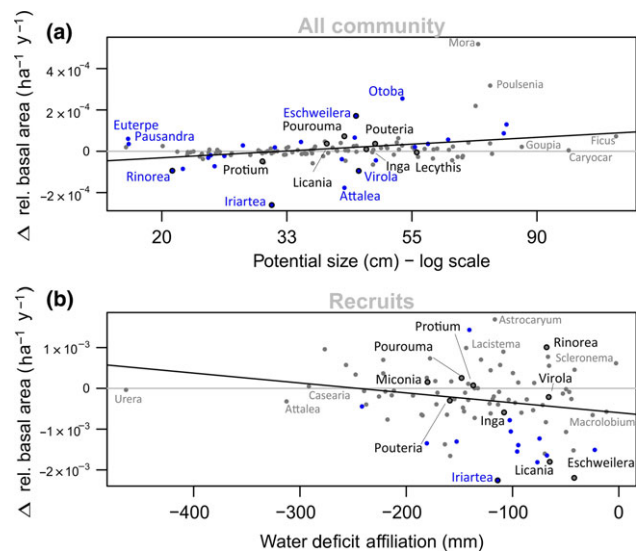 All community
(a)
Δ rel. basal area (ha⁻¹ y⁻¹)
4 × 10⁻⁴
2 × 10⁻⁴
0
−2 × 10⁻⁴
Mora
Poulsenia
Otoba
Eschweilera
Euterpe
Pourouma
Pausandra
Pouteria
Ficus
Goupia
Caryocar
Rinorea
Protium
Licania
Inga
Lecythis
Virola
Attalea
Iriartea
20
33
55
90
Potential size (cm) − log scale
Recruits
(b)
Δ rel. basal area (ha⁻¹ y⁻¹)
1 × 10⁻³
0
−1 × 10⁻³
−2 × 10⁻³
Astrocaryum
Protium
Lacistema
Rinorea
Pourouma
Scleronema
Miconia
Virola
Urera
Casearia
Attalea
Inga
Macrolobium
Pouteria
Eschweilera
Licania
Iriartea
−400
−300
−200
−100
0
Water deficit affiliation (mm)